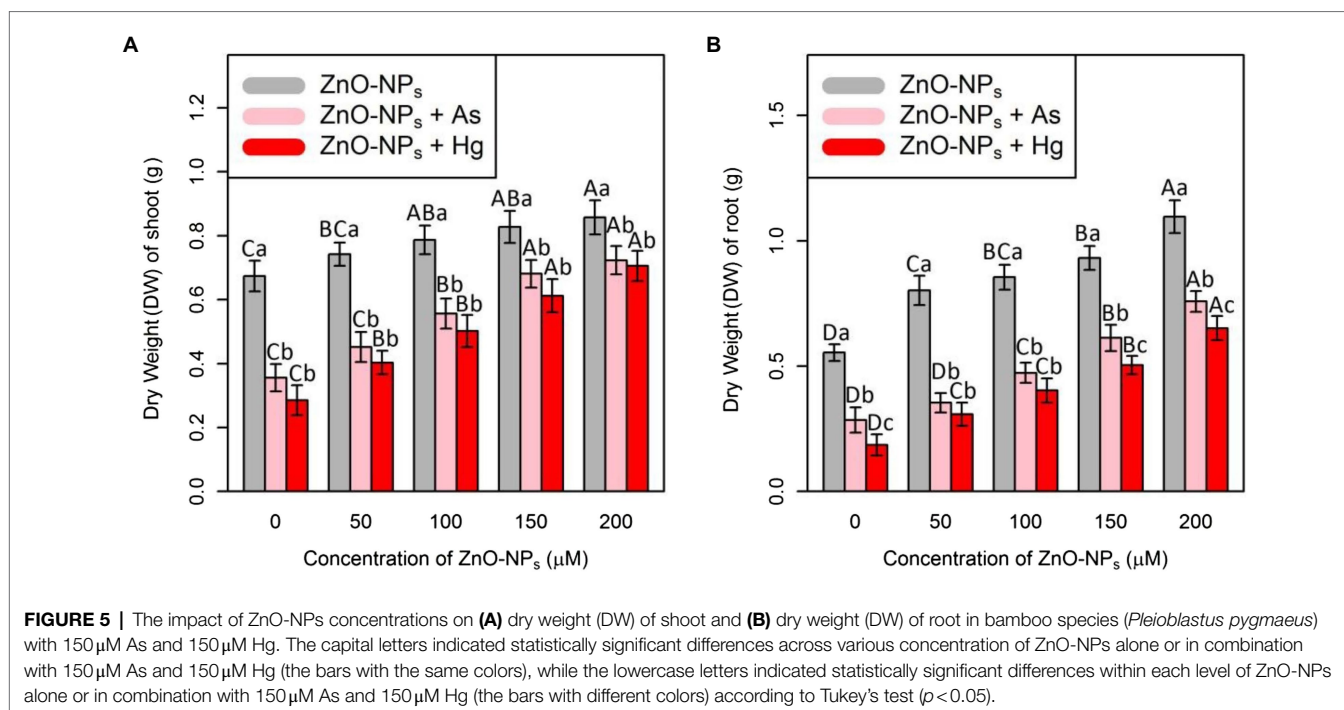 A
ZnO-NPs
ZnO-NPs + As
ZnO-NPs + Hg
Dry Weight (DW) of shoot (g)
0.0 0.2 0.4 0.6 0.8 1.0 1.2
Ca Cb Cb BCa Cb Bb ABa Bb Bb ABa Ab Ab Aa Ab Ab
0 50 100 150 200
Concentration of ZnO-NPs (μM)
B
ZnO-NPs
ZnO-NPs + As
ZnO-NPs + Hg
Dry Weight (DW) of root (g)
0.0 0.5 1.0 1.5
Da Db Dc Ca Db Cb BCa Cb Cb Ba Bb Bc Aa Ab Ac
0 50 100 150 200
Concentration of ZnO-NPs (μM)
FIGURE 5 | The impact of ZnO-NPs concentrations on (A) dry weight (DW) of shoot and (B) dry weight (DW) of root in bamboo species (Pleioblastus pygmaeus)
with 150 μM As and 150 μM Hg. The capital letters indicated statistically significant differences across various concentration of ZnO-NPs alone or in combination
with 150 μM As and 150 μM Hg (the bars with the same colors), while the lowercase letters indicated statistically significant differences within each level of ZnO-NPs
alone or in combination with 150 μM As and 150 μM Hg (the bars with different colors) according to Tukey's test (p < 0.05).